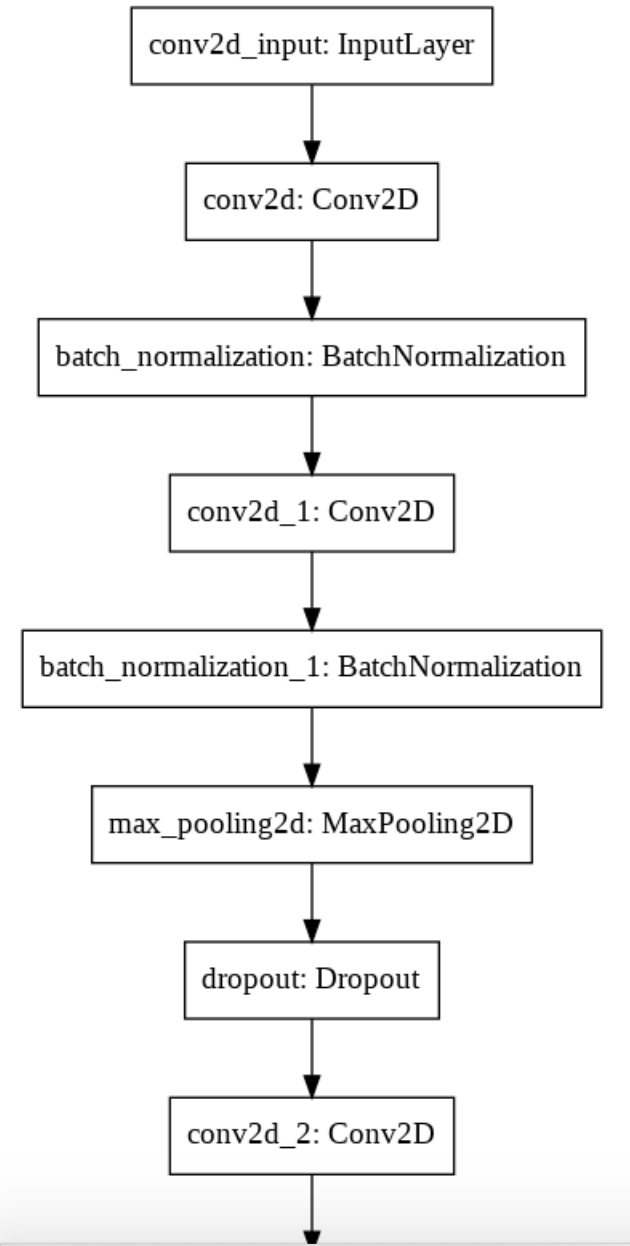 conv2d_input: InputLayer
conv2d: Conv2D
batch_normalization: BatchNormalization
conv2d_1: Conv2D
batch_normalization_1: BatchNormalization
max_pooling2d: MaxPooling2D
dropout: Dropout
conv2d_2: Conv2D